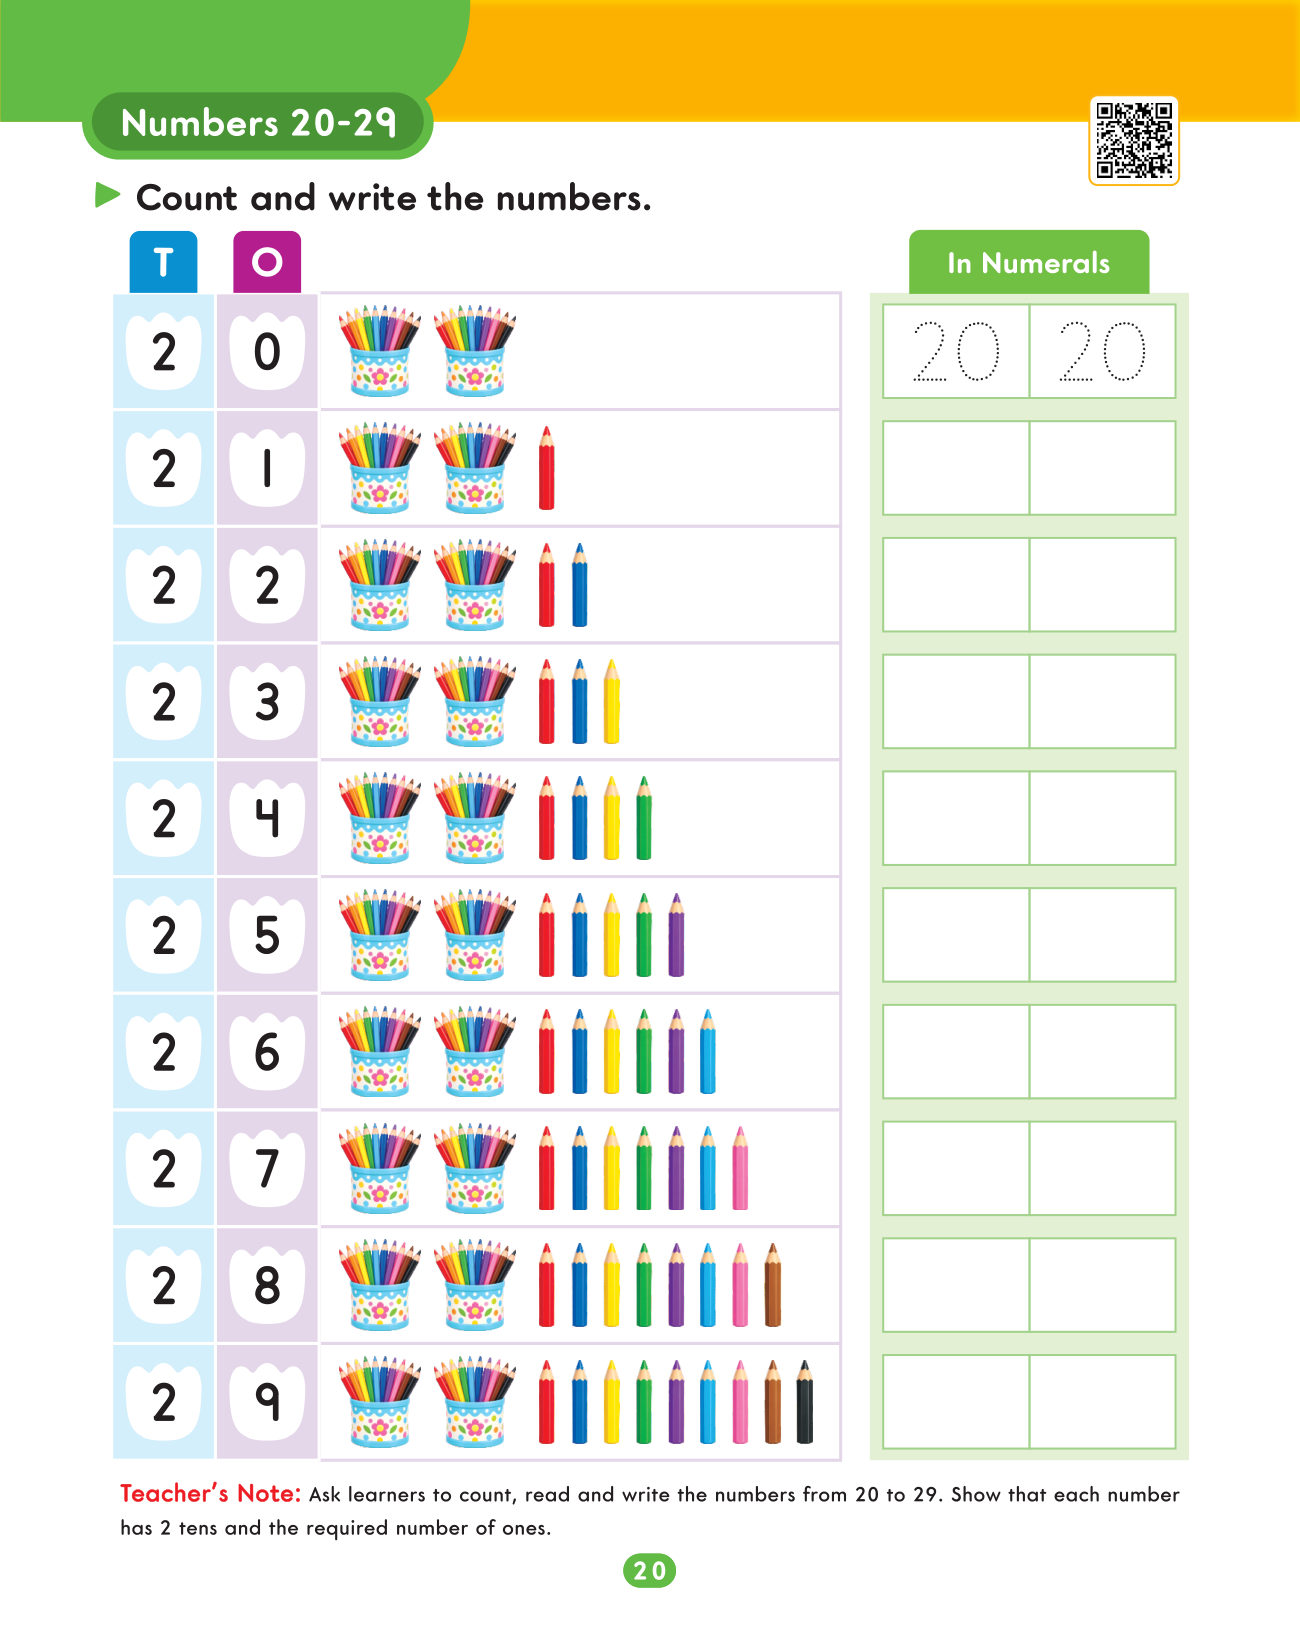 Numbers 20-29
Count and write the numbers.
T O In Numerals
2 0 20 20
2 1
2 2
2 3
2 4
2 5
2 6
2 7
2 8
2 9
Teacher's Note: Ask learners to count, read and write the numbers from 20 to 29. Show that each number
has 2 tens and the required number of ones.
20